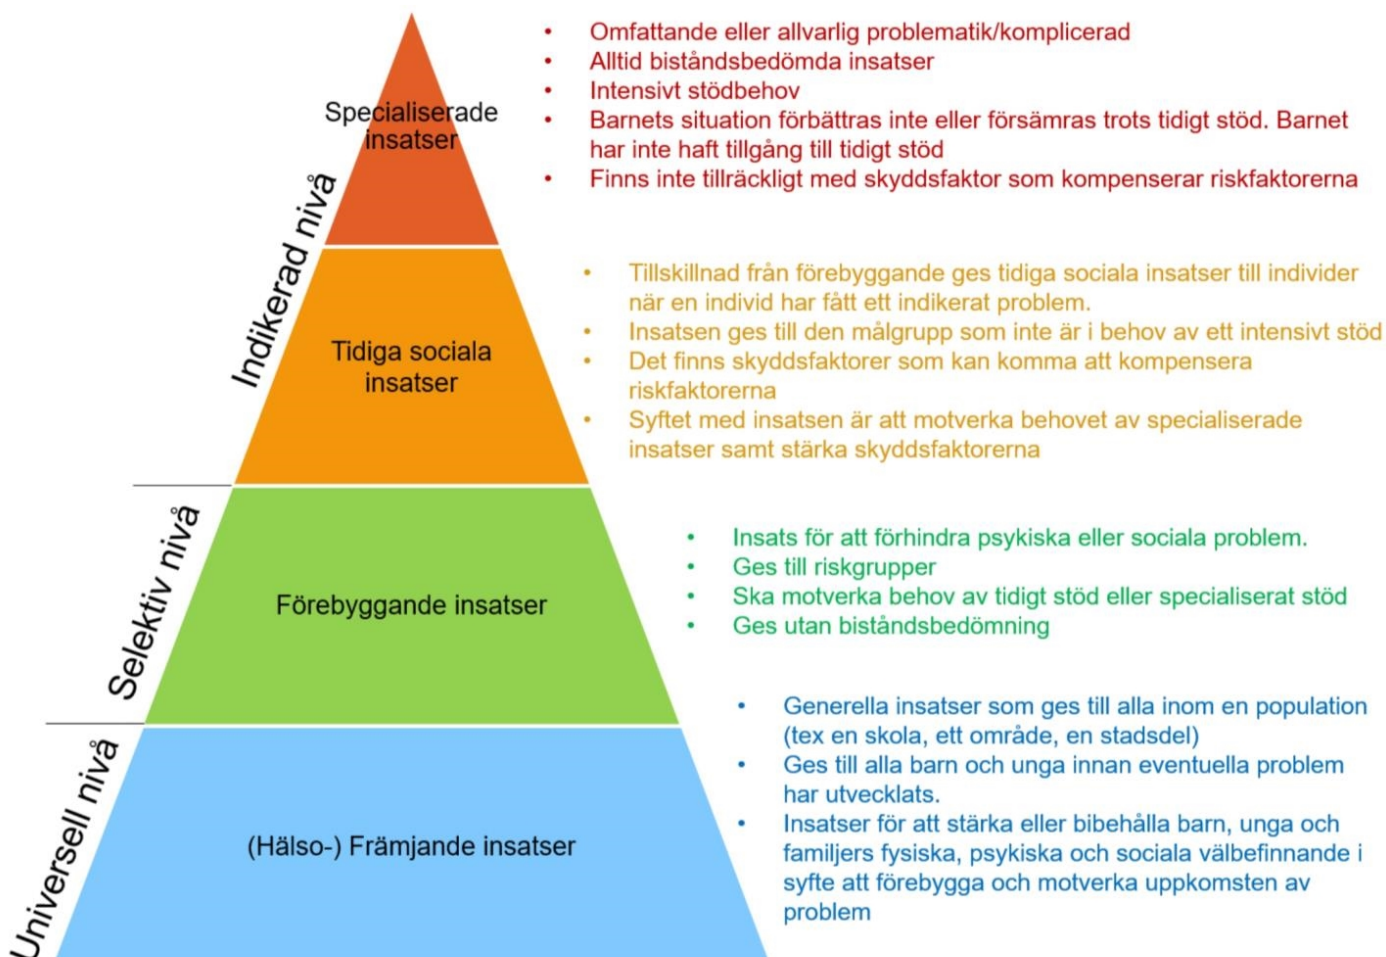 Specialiserade
insatser
• Omfattande eller allvarlig problematik/komplicerad
• Alltid biståndsbedömda insatser
• Intensivt stödbehov
• Barnets situation förbättras inte eller försämras trots tidigt stöd. Barnet
har inte haft tillgång till tidigt stöd
• Finns inte tillräckligt med skyddsfaktor som kompenserar riskfaktorerna
Indikerad nivå
Tidiga sociala
insatser
• Tillskillnad från förebyggande ges tidiga sociala insatser till individer
när en individ har fått ett indikerat problem.
• Insatsen ges till den målgrupp som inte är i behov av ett intensivt stöd
• Det finns skyddsfaktorer som kan komma att kompensera
riskfaktorerna
• Syftet med insatsen är att motverka behovet av specialiserade
insatser samt stärka skyddsfaktorerna
Selektiv nivå
Förebyggande insatser
• Insats för att förhindra psykiska eller sociala problem.
• Ges till riskgrupper
• Ska motverka behov av tidigt stöd eller specialiserat stöd
• Ges utan biståndsbedömning
Universell nivå
(Hälso-) Främjande insatser
• Generella insatser som ges till alla inom en population
(tex en skola, ett område, en stadsdel)
• Ges till alla barn och unga innan eventuella problem
har utvecklats.
• Insatser för att stärka eller bibehålla barn, unga och
familjers fysiska, psykiska och sociala välbefinnande i
syfte att förebygga och motverka uppkomsten av
problem